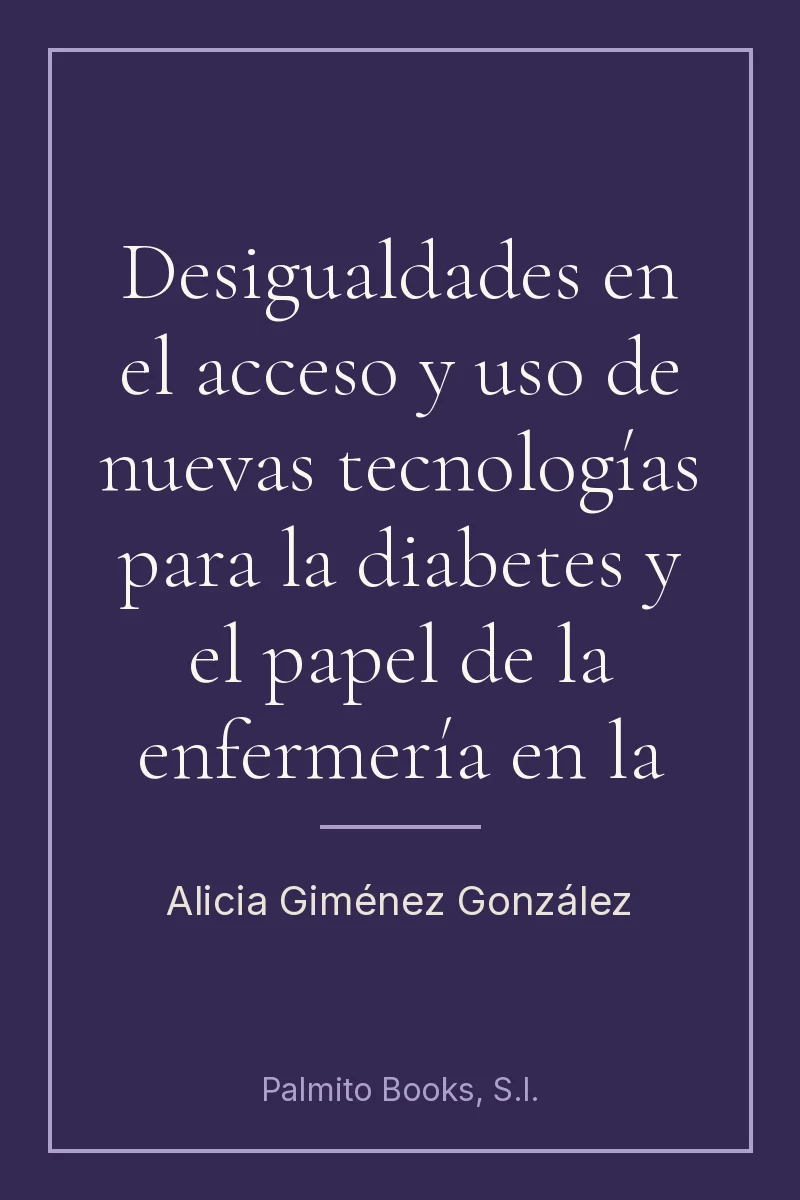 Desigualdades en
el acceso y uso de
nuevas tecnologías
para la diabetes y
el papel de la
enfermería en la
Alicia Giménez González
Palmito Books, S.l.